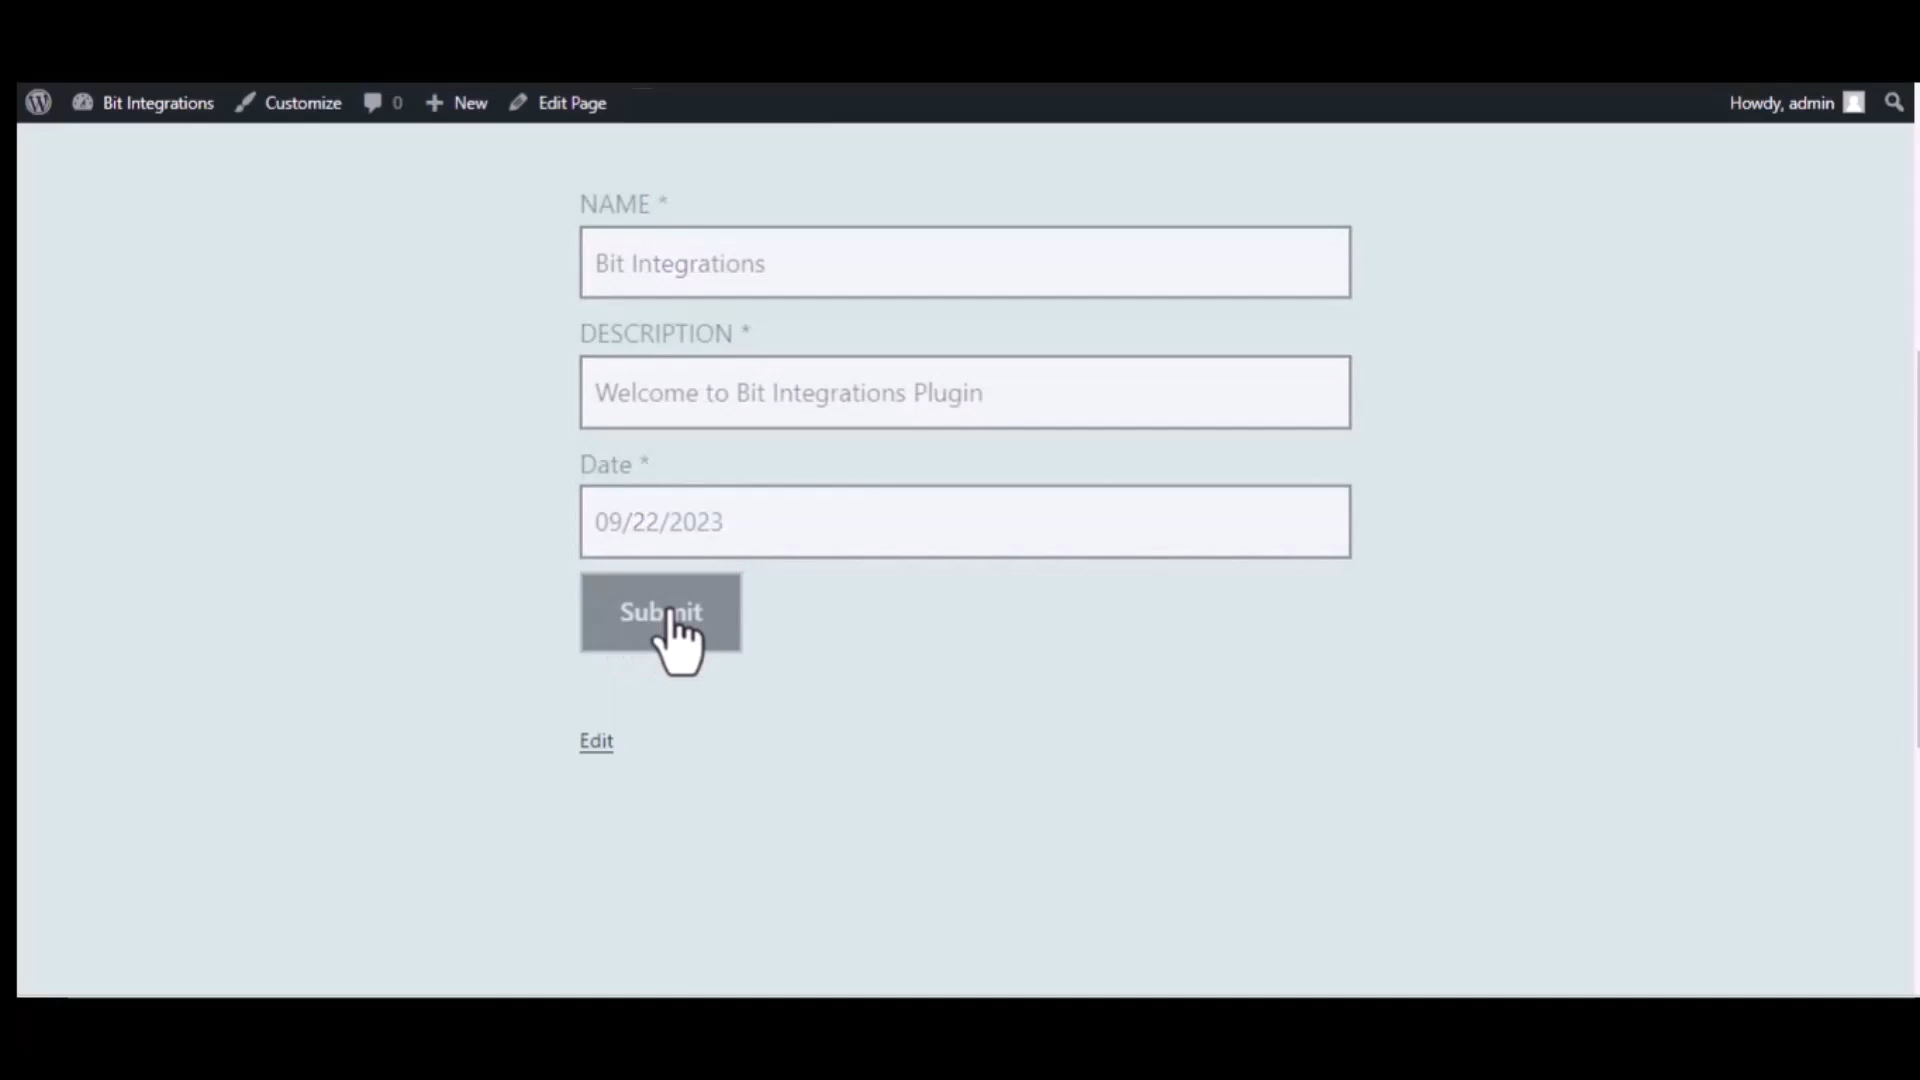 Bit Integrations Customize 0 New Edit Page Howdy, admin
NAME *
Bit Integrations
DESCRIPTION *
Welcome to Bit Integrations Plugin
Date *
09/22/2023
Submit
Edit